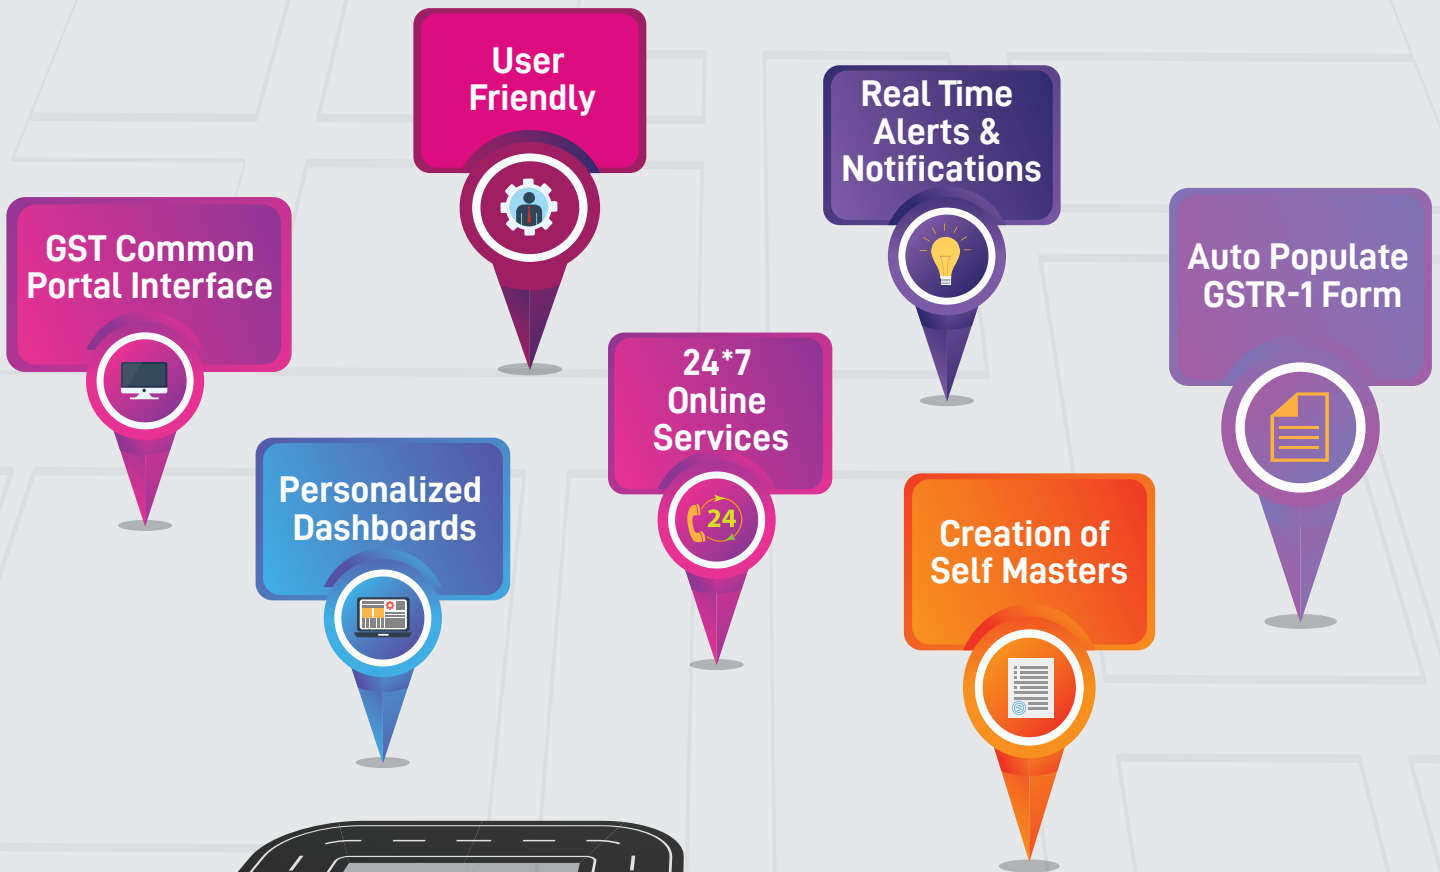 User
Friendly
Real Time
Alerts &
Notifications
GST Common
Portal Interface
Auto Populate
GSTR-1 Form
24*7
Online
Services
24
Personalized
Dashboards
Creation of
Self Masters